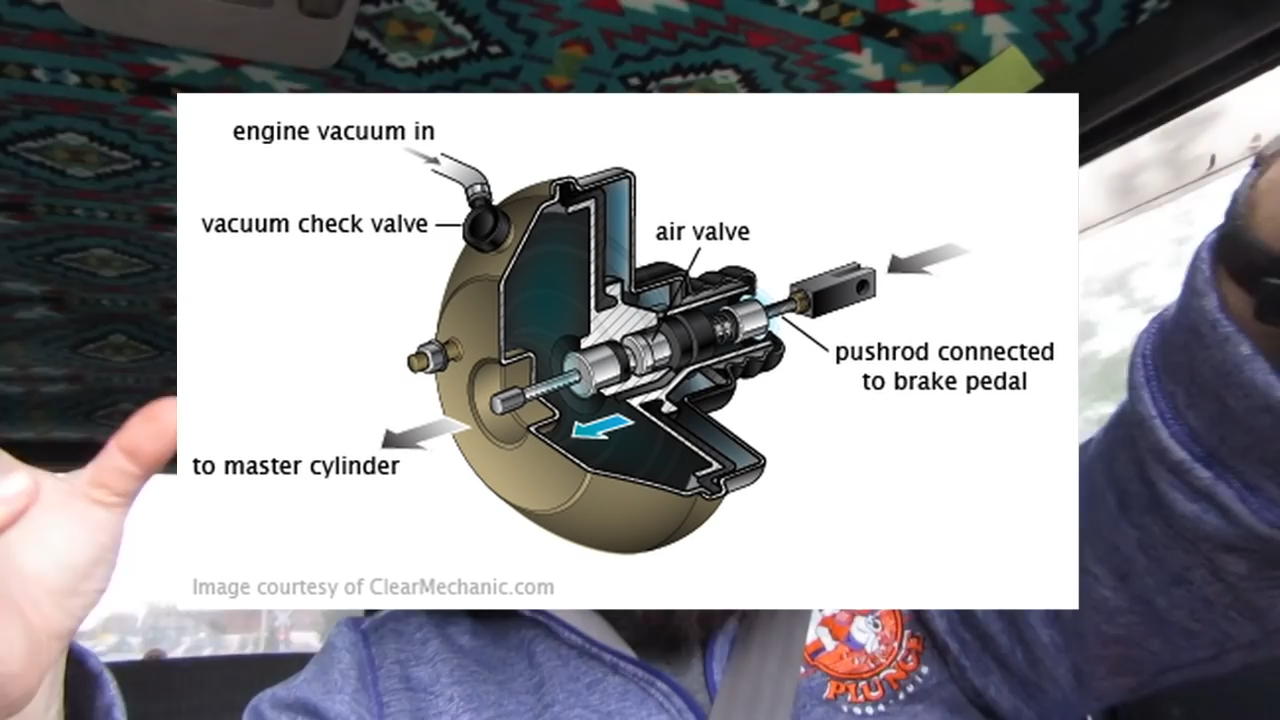 engine vacuum in
vacuum check valve
air valve
pushrod connected
to brake pedal
to master cylinder
Image courtesy of ClearMechanic.com
PLUNGE